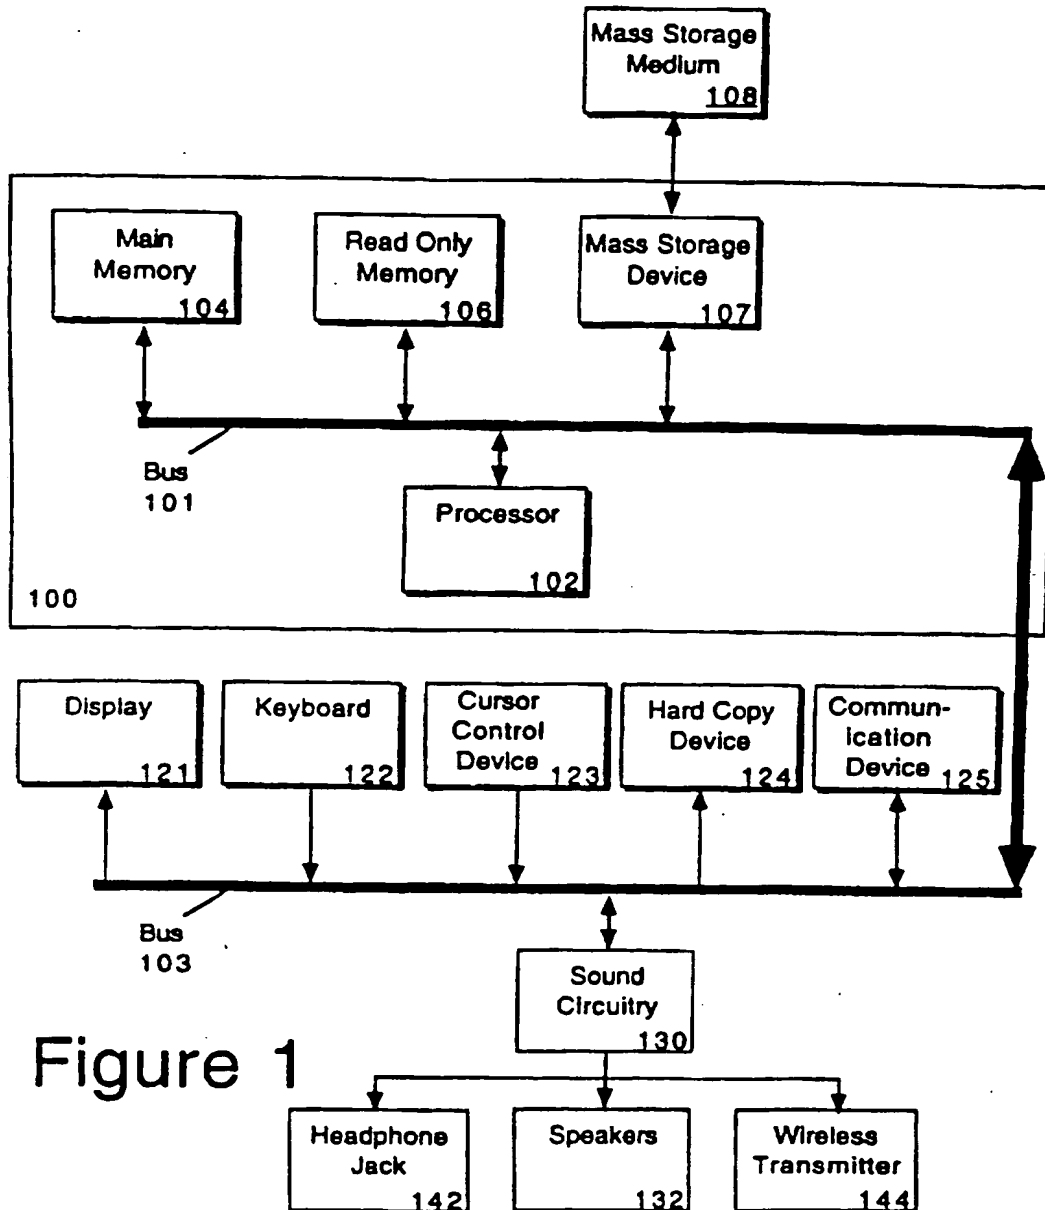 Mass Storage
Medium
108
Main
Memory
104
Read Only
Memory
106
Mass Storage
Device
107
Bus
101
Processor
102
100
Display
121
Keyboard
122
Cursor
Control
Device
123
Hard Copy
Device
124
Commun-
ication
Device
125
Bus
103
Sound
Circuitry
130
Figure 1
Headphone
Jack
142
Speakers
132
Wireless
Transmitter
144